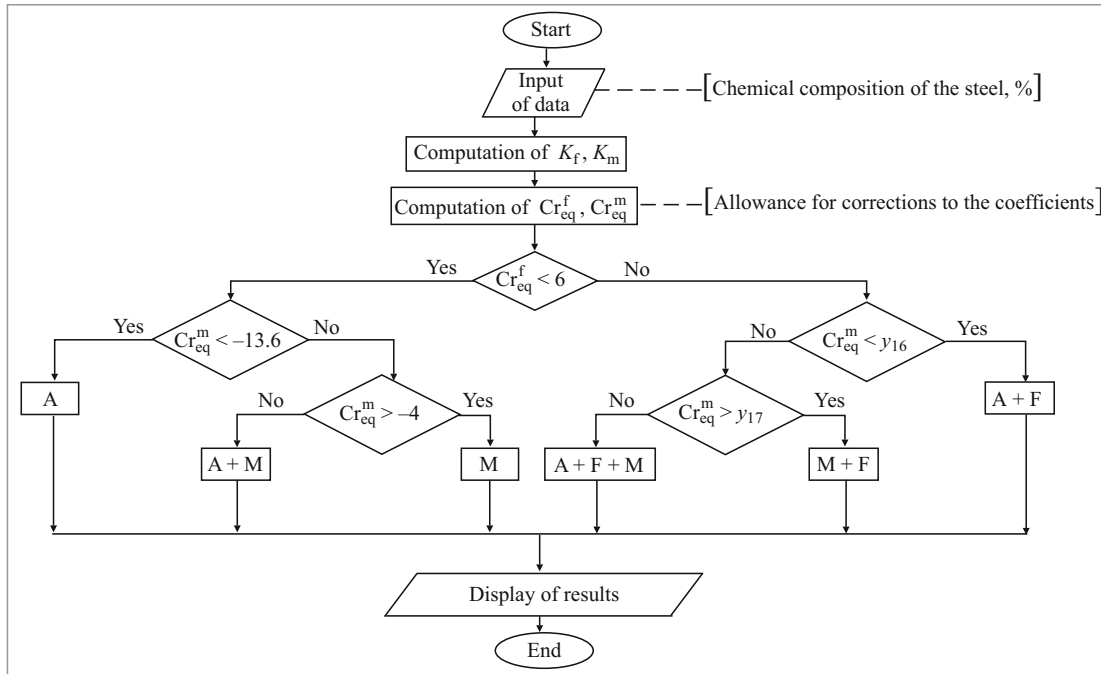 Start
Input
of data
[Chemical composition of the steel, %]
Computation of K_f, K_m
Computation of Cr_eq^f, Cr_eq^m
[Allowance for corrections to the coefficients]
Yes
Cr_eq^f < 6
No
Yes
Cr_eq^m < –13.6
No
No
Cr_eq^m < y_16
Yes
A
No
Cr_eq^m > –4
Yes
No
Cr_eq^m > y_17
Yes
A + F
A + M
M
A + F + M
M + F
Display of results
End